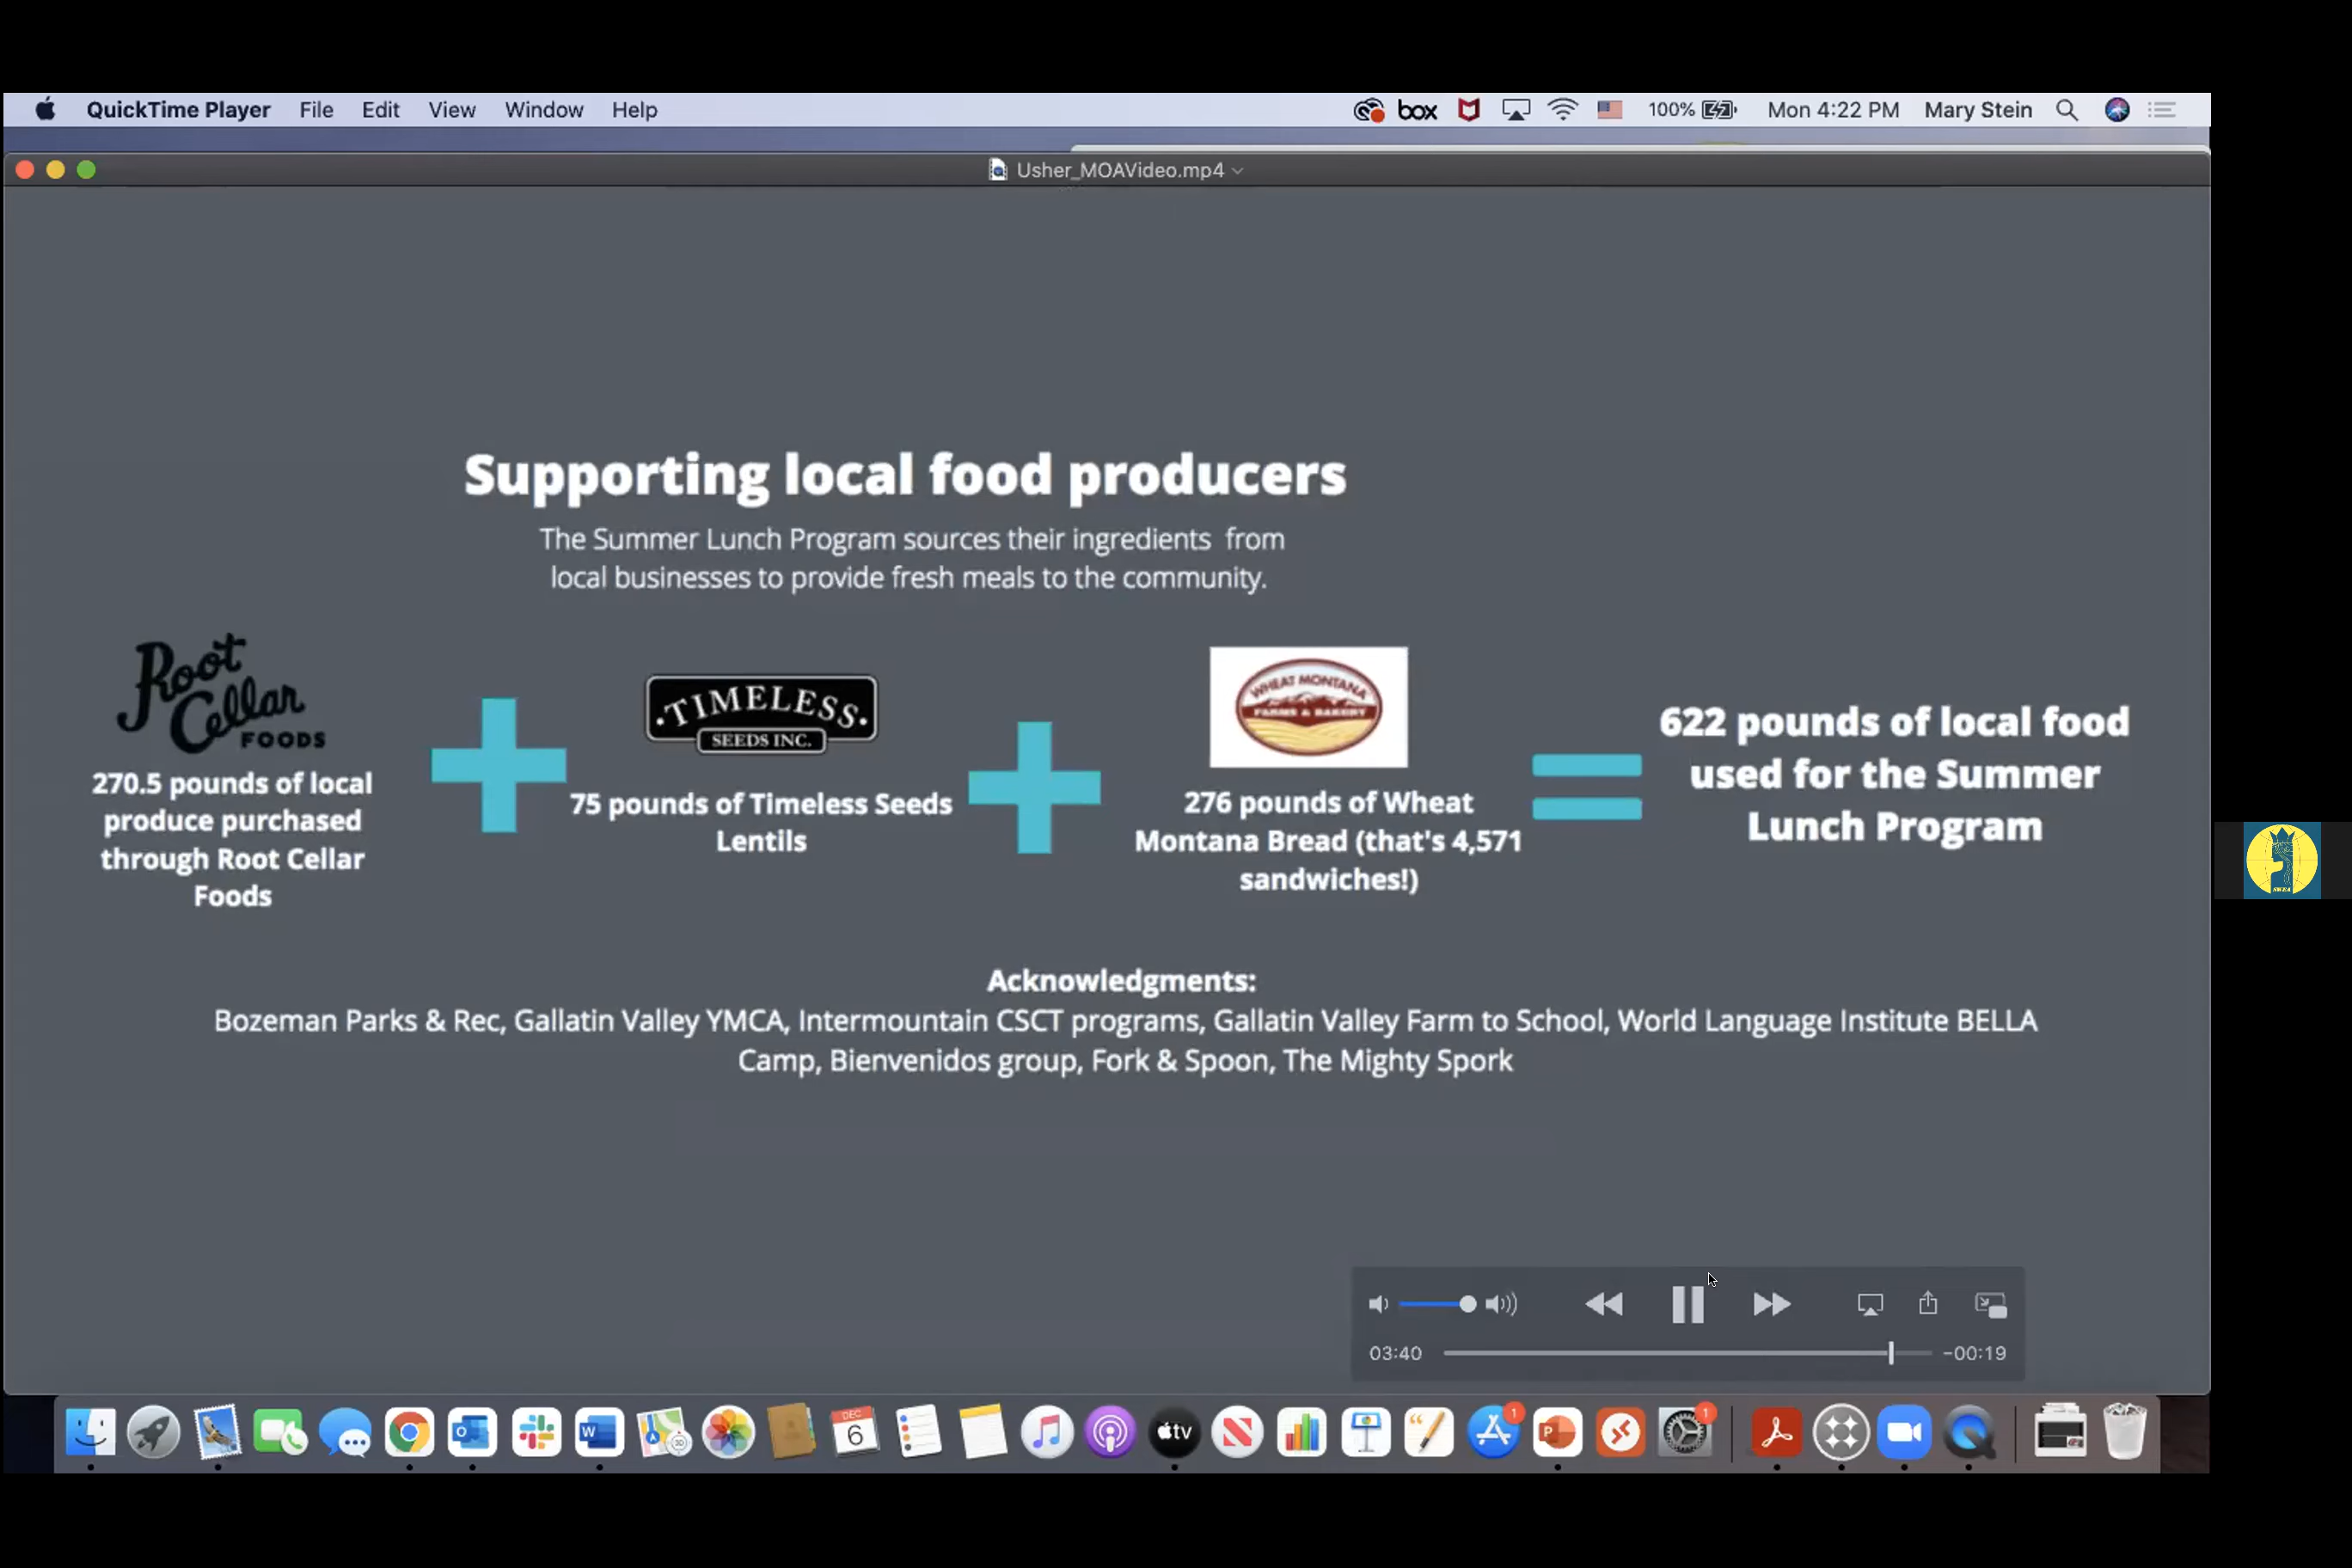 QuickTime Player File Edit View Window Help box 100% Mon 4:22 PM Mary Stein
Usher_MOAVideo.mp4
Supporting local food producers
The Summer Lunch Program sources their ingredients from
local businesses to provide fresh meals to the community.
Root
Cellar
FOODS
270.5 pounds of local
produce purchased
through Root Cellar
Foods
TIMELESS
SEEDS INC.
75 pounds of Timeless Seeds
Lentils
WHEAT MONTANA
FARMS & BAKERY
276 pounds of Wheat
Montana Bread (that's 4,571
sandwiches!)
622 pounds of local food
used for the Summer
Lunch Program
Acknowledgments:
Bozeman Parks & Rec, Gallatin Valley YMCA, Intermountain CSCT programs, Gallatin Valley Farm to School, World Language Institute BELLA
Camp, Bienvenidos group, Fork & Spoon, The Mighty Spork
03:40 -00:19
DEC
6
tv
1
1